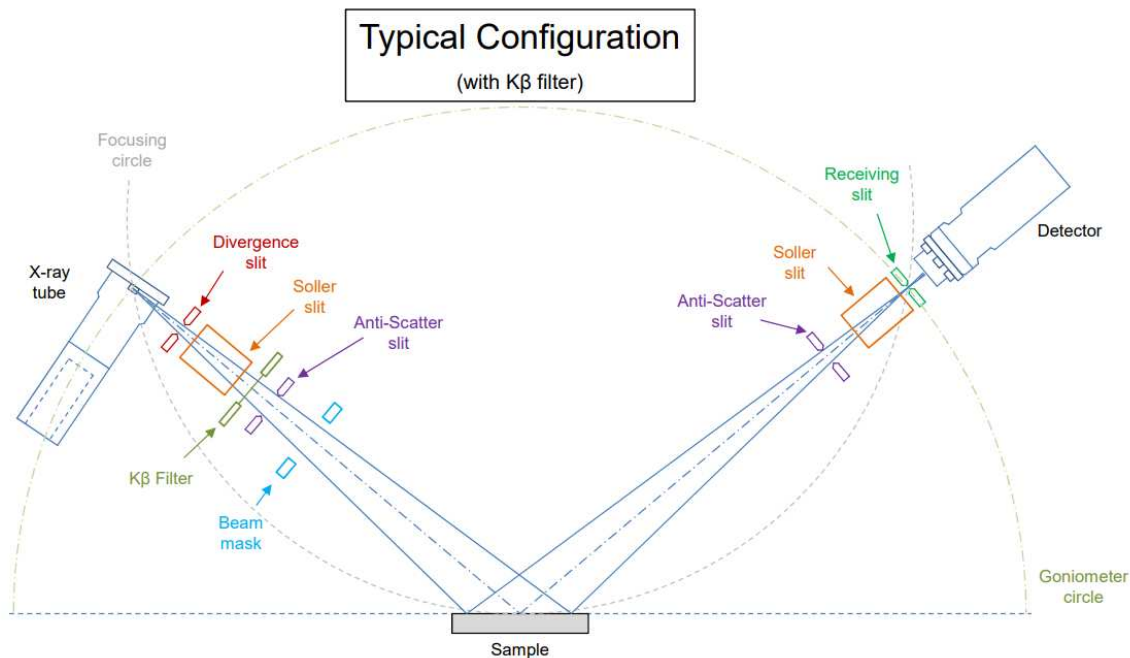 Typical Configuration
(with Kβ filter)
Focusing
circle
Receiving
slit
Detector
Divergence
slit
Soller
slit
X-ray
tube
Soller
slit
Anti-Scatter
slit
Anti-Scatter
slit
Kβ Filter
Beam
mask
Goniometer
circle
Sample